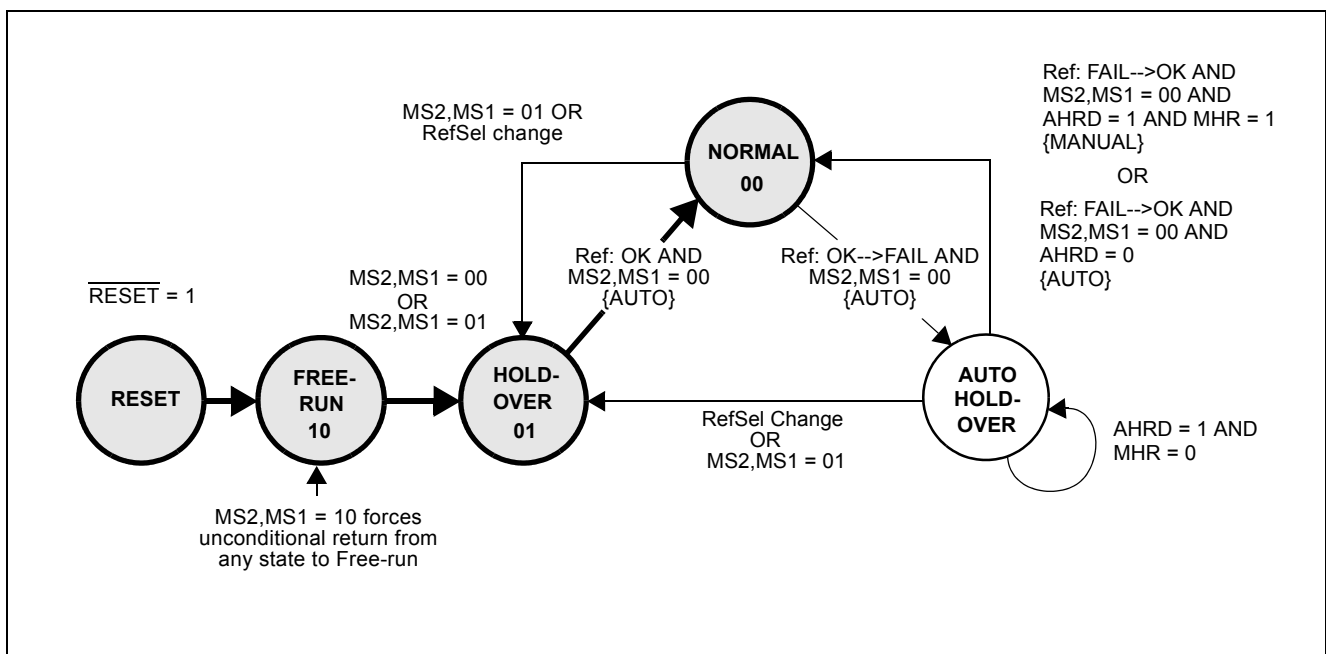 Ref: FAIL-->OK AND
MS2,MS1 = 00 AND
AHRD = 1 AND MHR = 1
{MANUAL}
OR
Ref: FAIL-->OK AND
MS2,MS1 = 00 AND
AHRD = 0
{AUTO}
MS2,MS1 = 01 OR
RefSel change
NORMAL
00
Ref: OK AND
MS2,MS1 = 00
{AUTO}
Ref: OK-->FAIL AND
MS2,MS1 = 00
{AUTO}
RESET = 1
MS2,MS1 = 00
OR
MS2,MS1 = 01
RESET
FREE-
RUN
10
HOLD-
OVER
01
AUTO
HOLD-
OVER
RefSel Change
OR
MS2,MS1 = 01
AHRD = 1 AND
MHR = 0
MS2,MS1 = 10 forces
unconditional return from
any state to Free-run